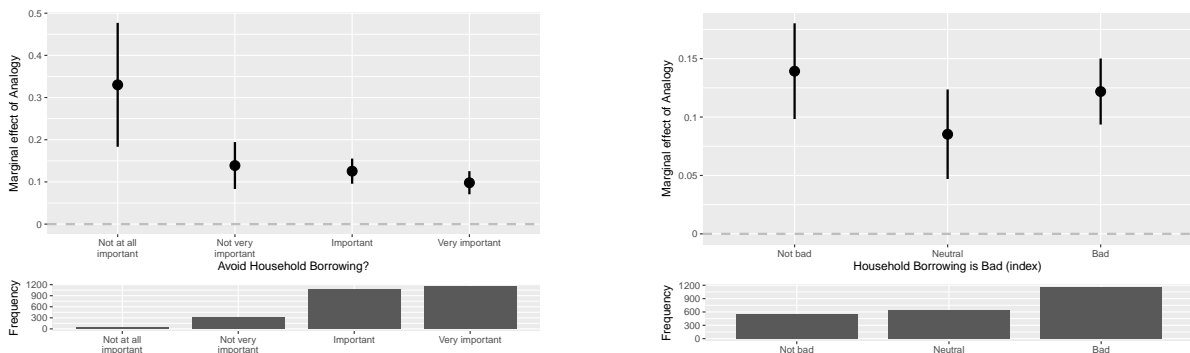 Marginal effect of Analogy
0.5
0.4
0.3
0.2
0.1
0
Not at all
important
Not very
important
Important
Very important
Avoid Household Borrowing?
Frequency
1200
900
600
300
0
Not at all
important
Not very
important
Important
Very important
Marginal effect of Analogy
0.15
0.1
0.05
0
Not bad
Neutral
Bad
Household Borrowing is Bad (index)
Frequency
1200
900
600
300
0
Not bad
Neutral
Bad